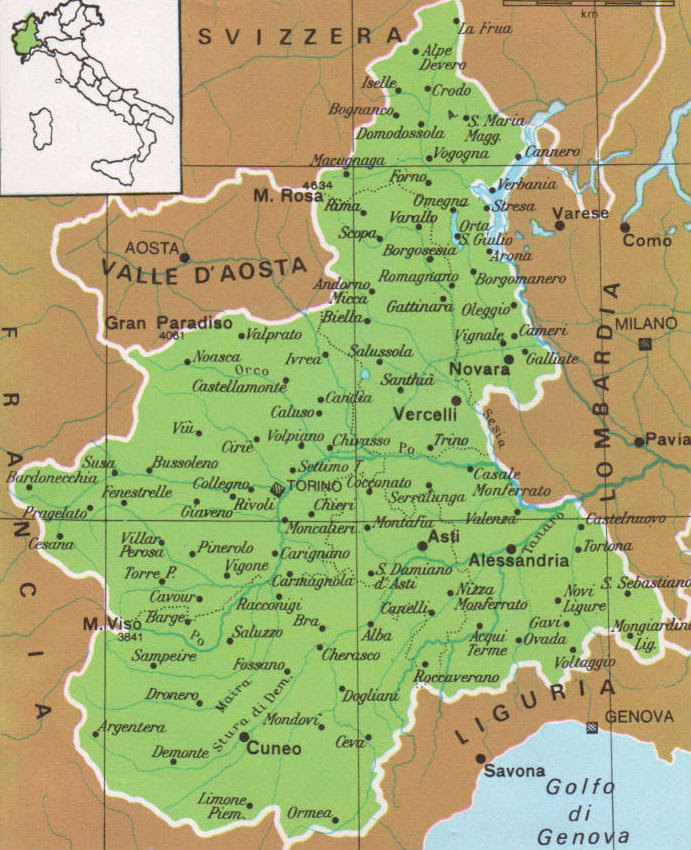 km
SVIZZERA
La Frua
Alpe
Devero
Iselle
Crodo
Bognanco
A.
S. Maria
Magg.
Domodossola
Vogogna
Cannero
Macugnaga
Forno
4634
M. Rosa
Verbania
Rima
Omegna
Stresa
Varallo
Orta
Varese
Scopa
S. Giulio
Como
AOSTA
Borgosesia
Arona
VALLE D'AOSTA
Romagnano
Borgomanero
Andorno
Micca
Gattinara
Oleggio
Biella
MILANO
Gran Paradiso
4061
Valprato
Vignale
Cameri
Noasca
Ivrea
Salussola
Galliate
Orco
Novara
Castellamonte
Santhià
Candia
Caluso
Vercelli
Sesia
LOMBARDIA
Viù
Ciriè
Volpiano
Chivasso
Po
Trino
Pavia
Susa
Bussoleno
Settimo T.
Casale
Monferrato
Bardonecchia
Collegno
TORINO
Cocconato
Serralunga
Fenestrelle
Rivoli
Pragelato
Giaveno
Chieri
Valenza
Castelnuovo
Cesana
Moncalieri
Montafia
Tanaro
Villar
Perosa
Pinerolo
Carignano
Asti
Alessandria
Tortona
Torre P.
Vigone
Carmagnola
S. Damiano
d'Asti
Nizza
Monferrato
S. Sebastiano
Cavour
Racconigi
Canelli
Novi
Ligure
M. Viso
3841
Barge
Po
Bra
Alba
Acqui
Terme
Gavi
Ovada
Mongiardino
Lig.
Saluzzo
Voltaggio
Sampeire
Fossano
Cherasco
Roccaverano
Dronero
Maira
Stura di Dem.
Dogliani
LIGURIA
Argentera
Mondovì
GENOVA
Demonte
Cuneo
Ceva
Savona
Limone
Piem.
Ormea
Golfo
di
Genova
FRANCIA